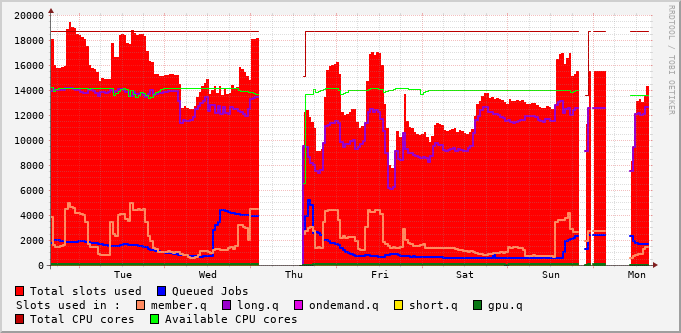 20000
18000
16000
14000
12000
10000
8000
6000
4000
2000
0
Tue Wed Thu Fri Sat Sun Mon
RRDTOOL / TOBI OETIKER
Total slots used Queued Jobs
Slots used in : member.q long.q ondemand.q short.q gpu.q
Total CPU cores Available CPU cores